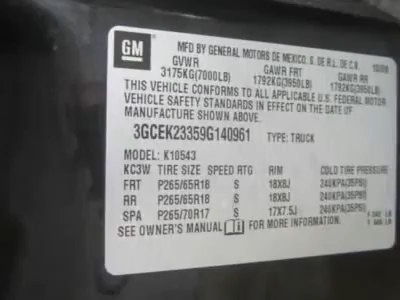 GM
MFD BY GENERAL MOTORS DE MEXICO, S. DE R.L. DE C.V.
GVWR GAWR FRT GAWR RR
3175KG(7000LB) 1792KG(3950LB) 1792KG(3950LB)
THIS VEHICLE CONFORMS TO ALL APPLICABLE U.S. FEDERAL MOTOR
VEHICLE SAFETY STANDARDS IN EFFECT ON THE DATE OF
MANUFACTURE SHOWN ABOVE.
3GCEK23359G140961 TYPE: TRUCK
MODEL: K10543
KC3W TIRE SIZE SPEED RTG RIM COLD TIRE PRESSURE
FRT P265/65R18 S 18X8J 240KPA(35PSI)
RR P265/65R18 S 18X8J 240KPA(35PSI)
SPA P265/70R17 S 17X7.5J 240KPA(35PSI)
SEE OWNER'S MANUAL FOR MORE INFORMATION